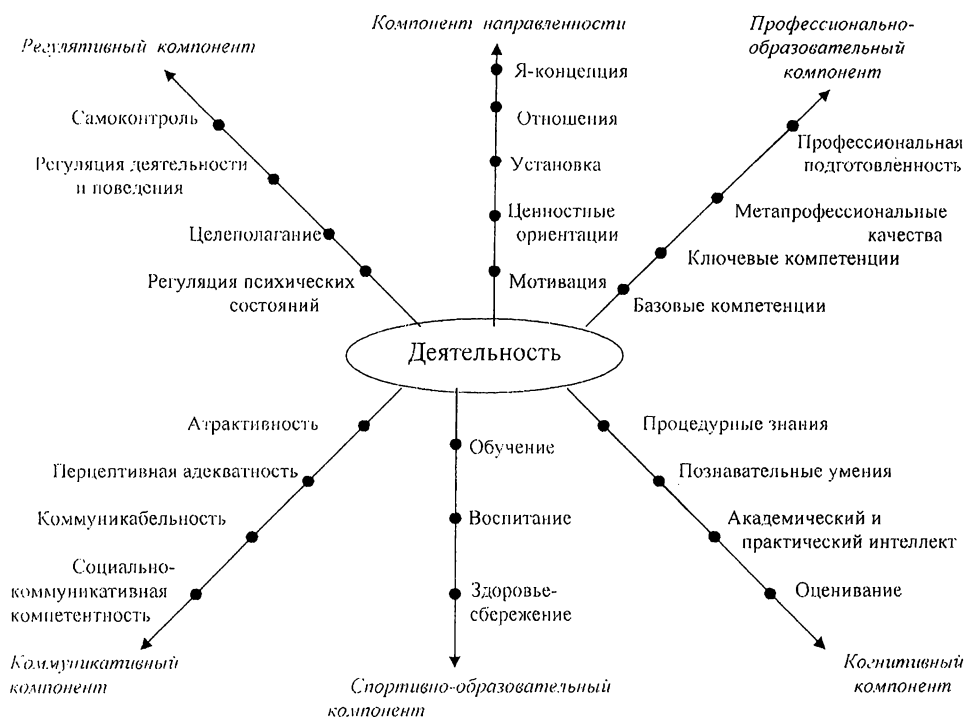 Регулятивный компонент
Самоконтроль
Регуляция деятельности
и поведения
Целеполагание
Регуляция психических
состояний
Компонент направленности
Я-концепция
Отношения
Установка
Ценностные
ориентации
Мотивация
Профессионально-
образовательный
компонент
Профессиональная
подготовленность
Метапрофессиональные
качества
Ключевые компетенции
Базовые компетенции
Деятельность
Атрактивность
Перцептивная адекватность
Коммуникабельность
Социально-
коммуникативная
компетентность
Коммуникативный
компонент
Обучение
Воспитание
Здоровье-
сбережение
Спортивно-образовательный
компонент
Процедурные знания
Познавательные умения
Академический и
практический интеллект
Оценивание
Когнитивный
компонент